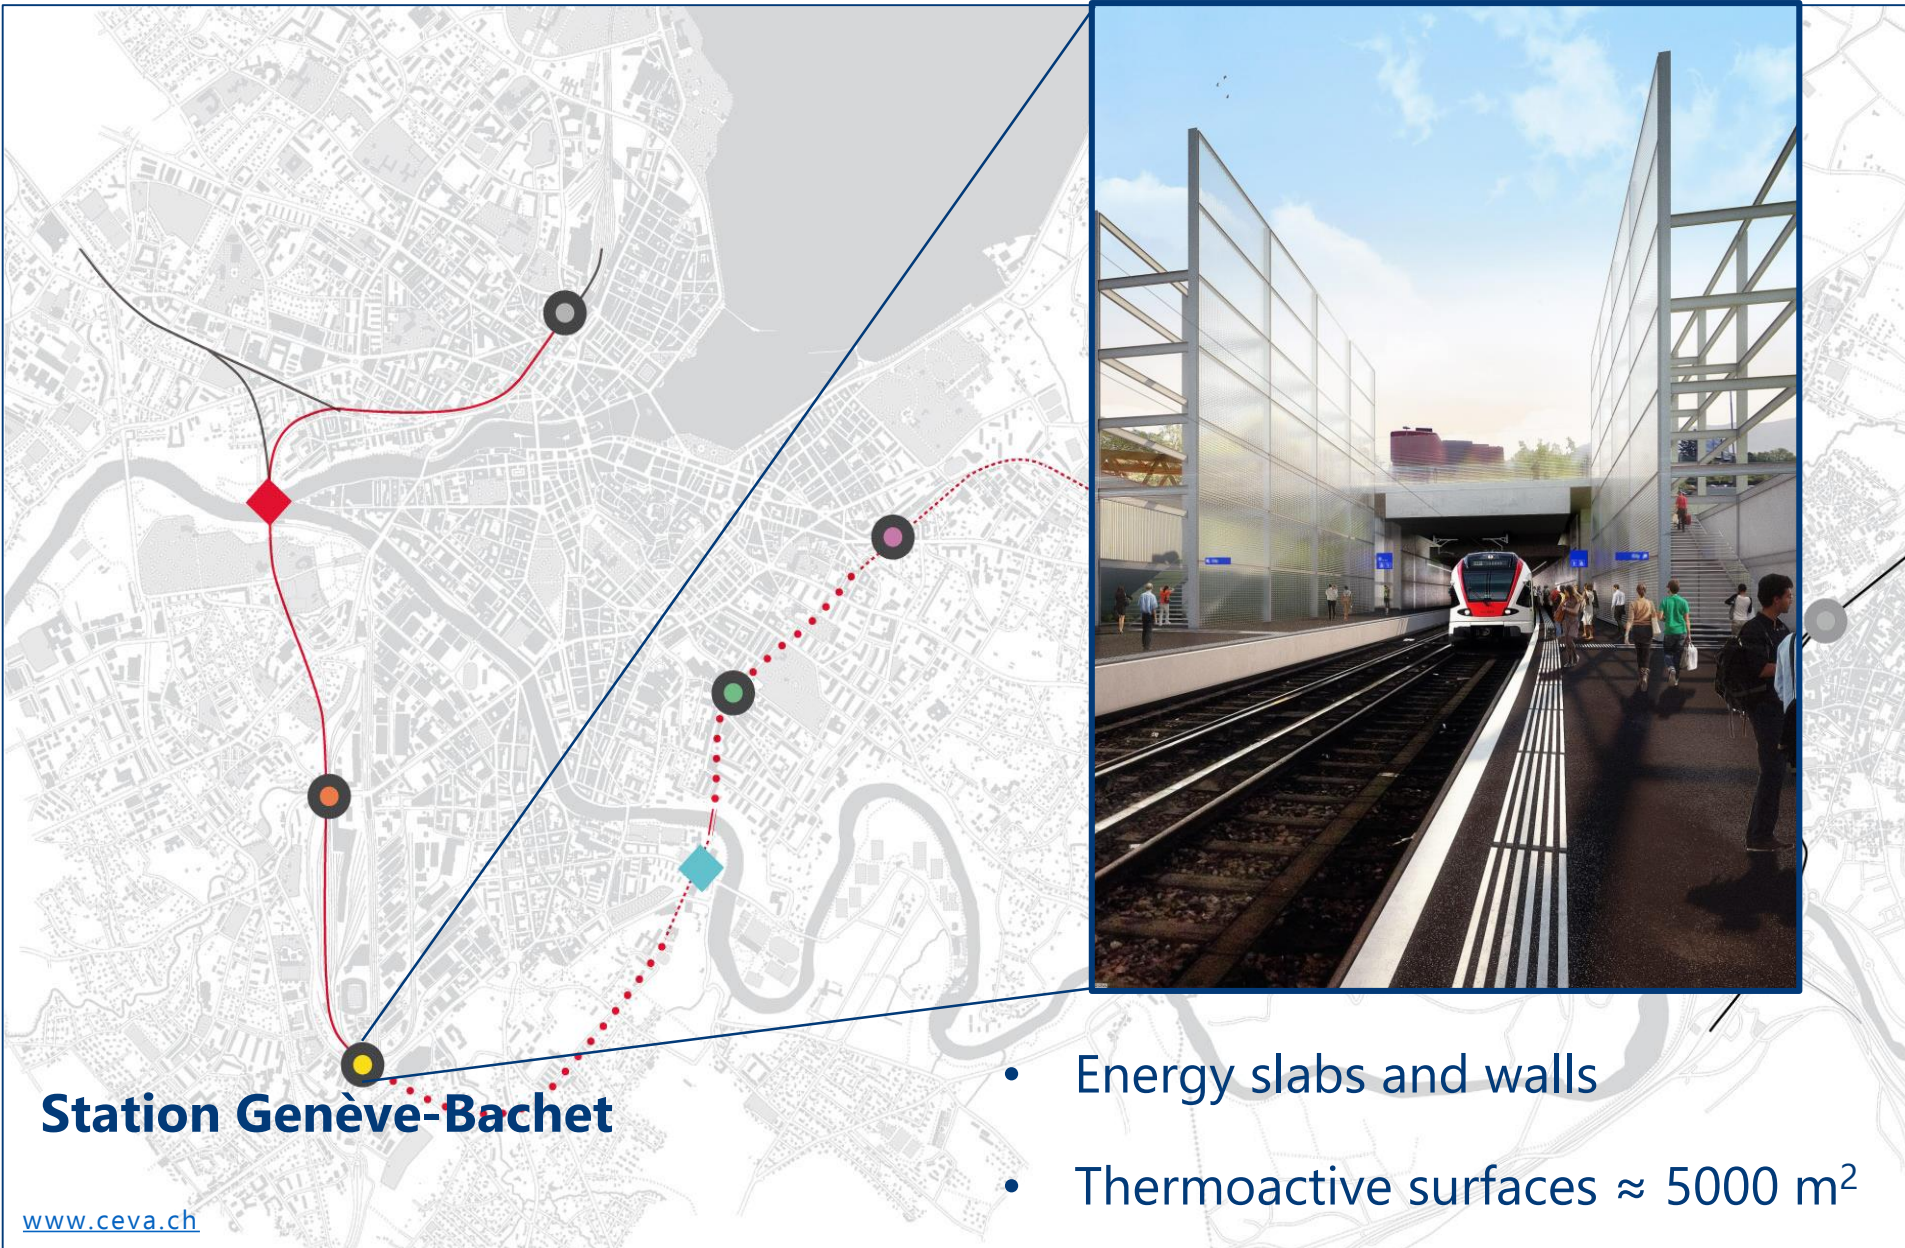 Station Genève-Bachet
www.ceva.ch
• Energy slabs and walls
• Thermoactive surfaces ≈ 5000 m²